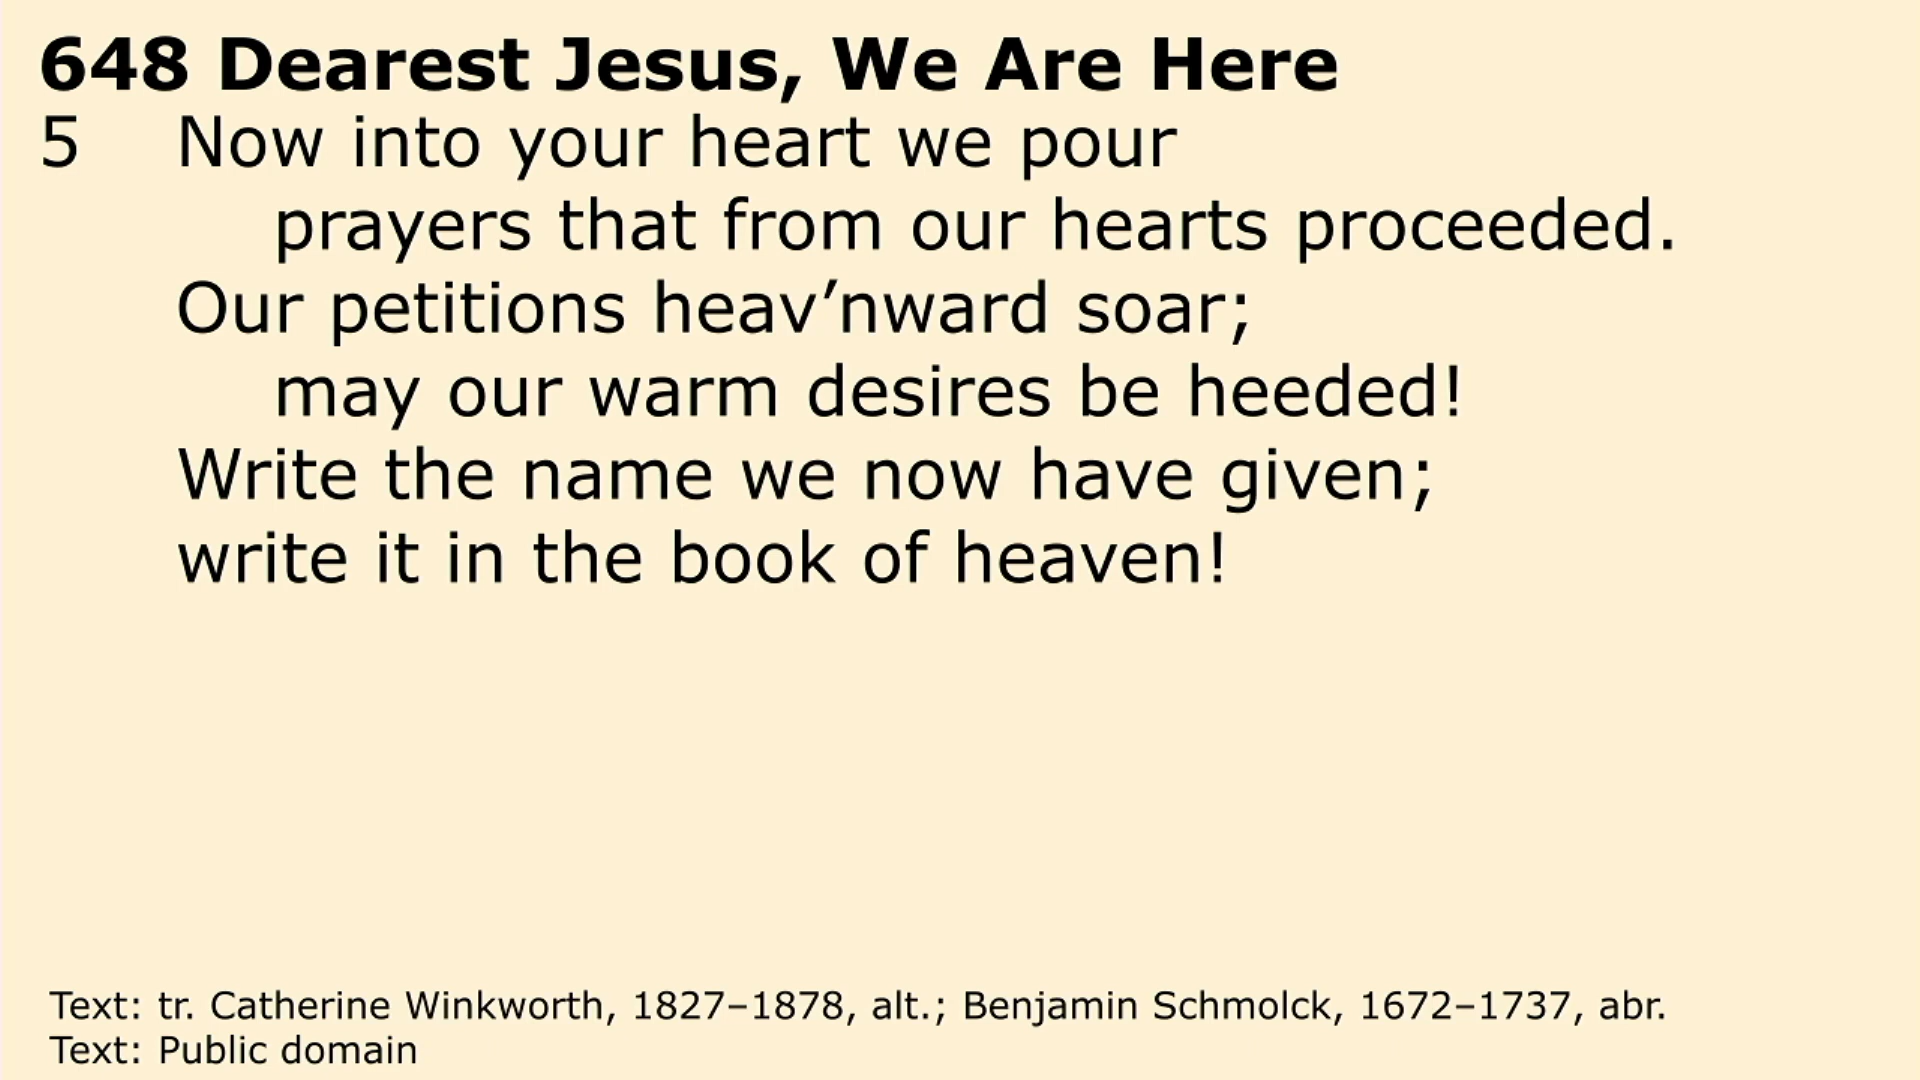 648 Dearest Jesus, We Are Here
5 Now into your heart we pour
prayers that from our hearts proceeded.
Our petitions heav’nward soar;
may our warm desires be heeded!
Write the name we now have given;
write it in the book of heaven!
Text: tr. Catherine Winkworth, 1827–1878, alt.; Benjamin Schmolck, 1672–1737, abr.
Text: Public domain